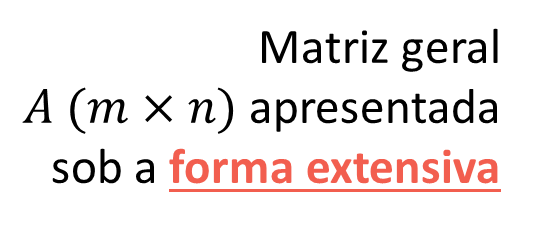 Matriz geral
A (m × n) apresentada
sob a forma extensiva